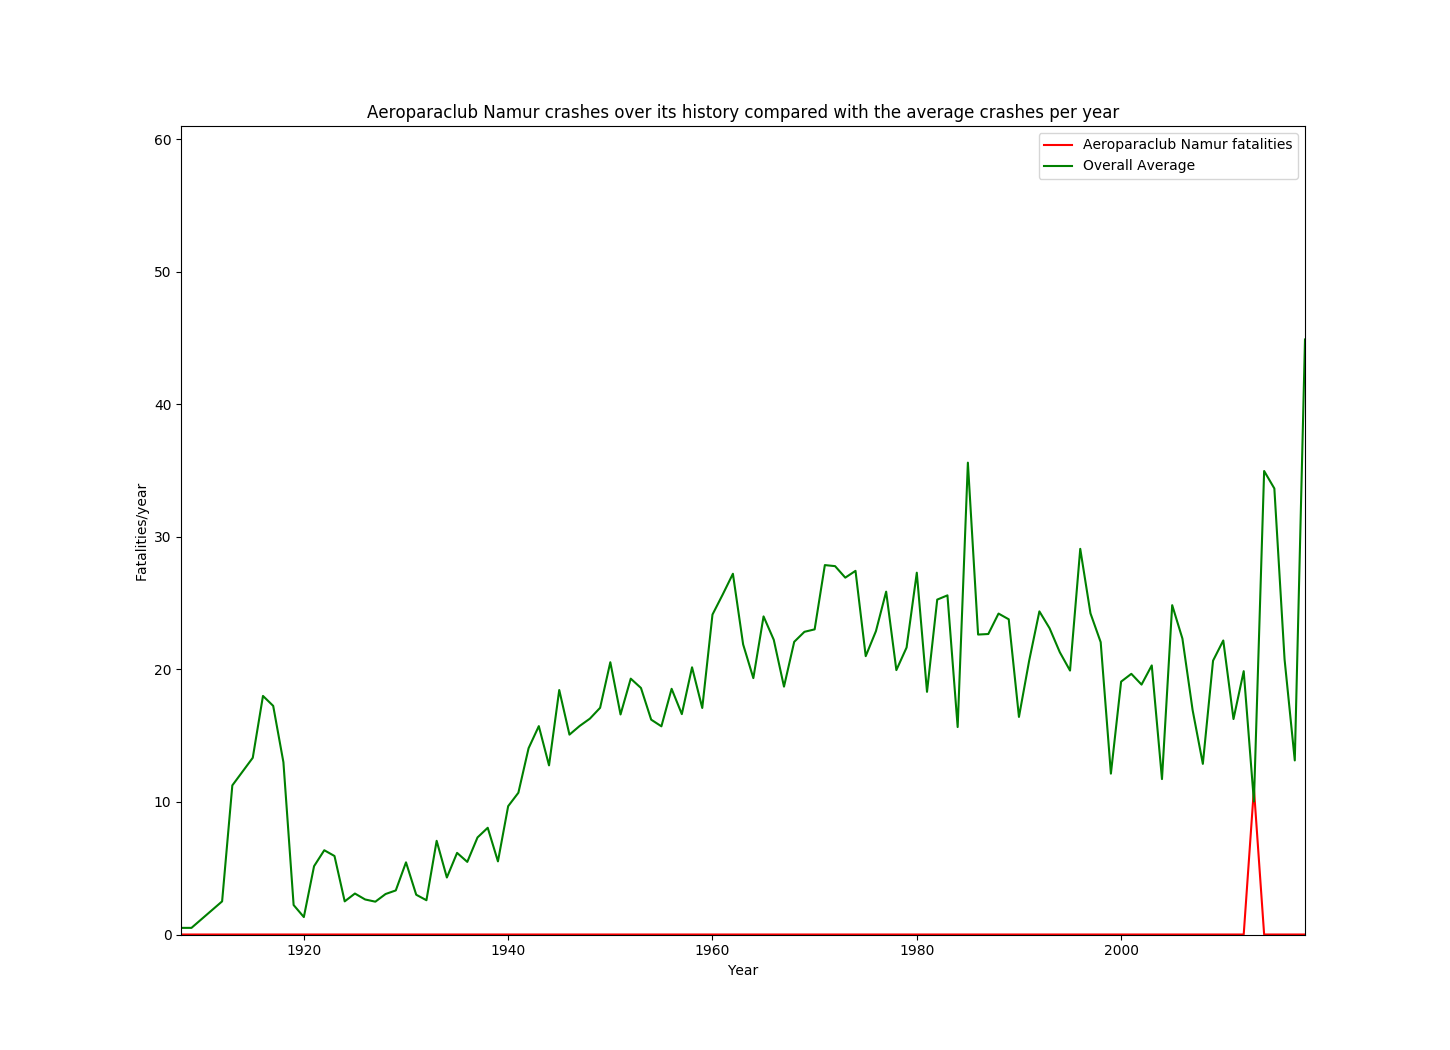 Aeroparaclub Namur crashes over its history compared with the average crashes per year
Aeroparaclub Namur fatalities
Overall Average
60
50
40
30
20
10
0
Fatalities/year
1920 1940 1960 1980 2000
Year